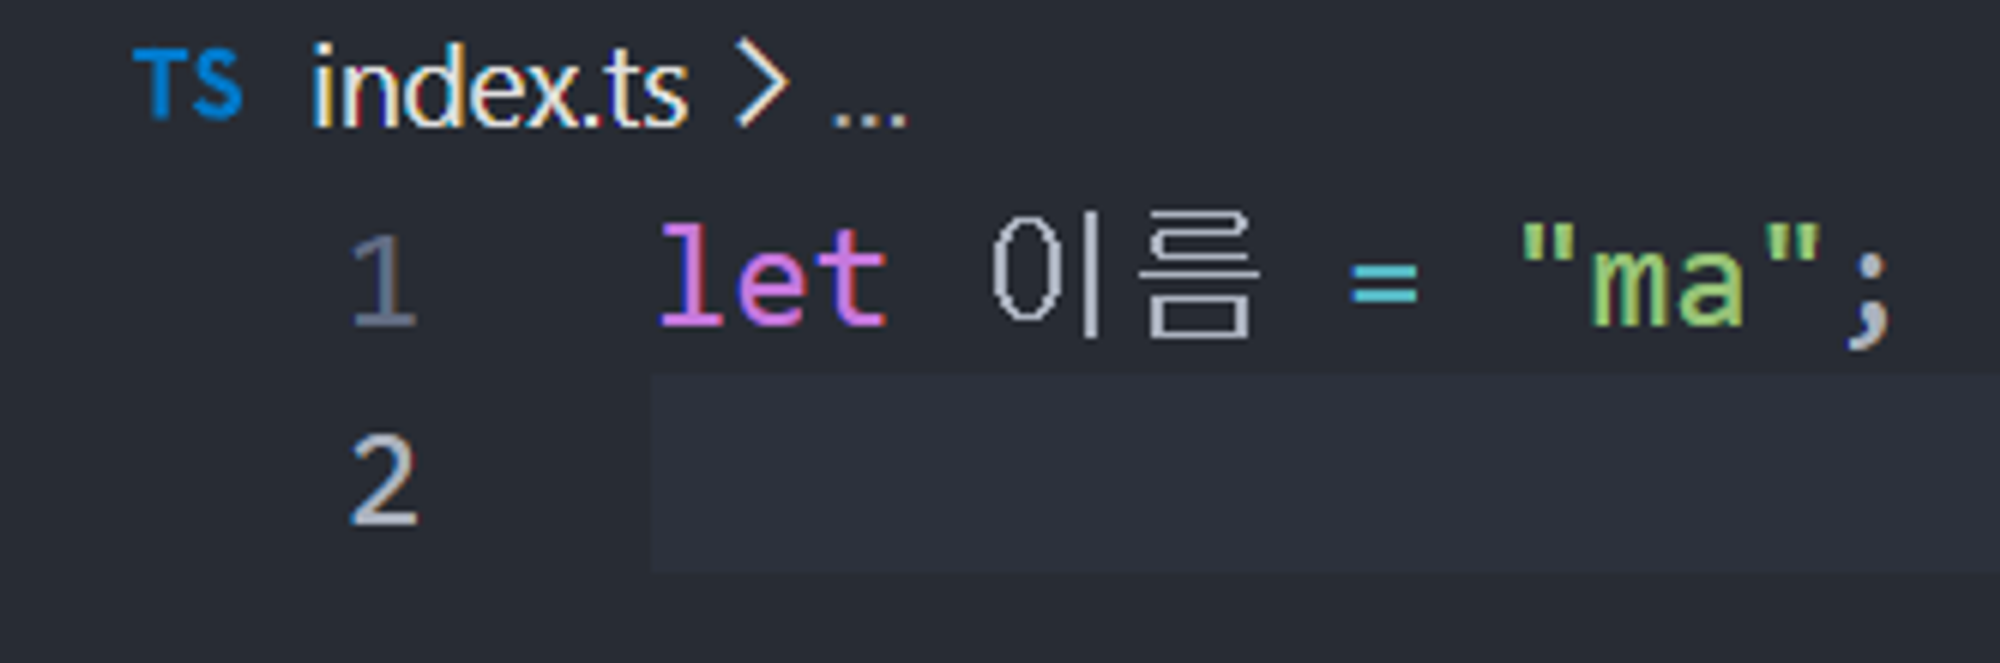 TS index.ts > ...
1 let 이름 = "ma";
2